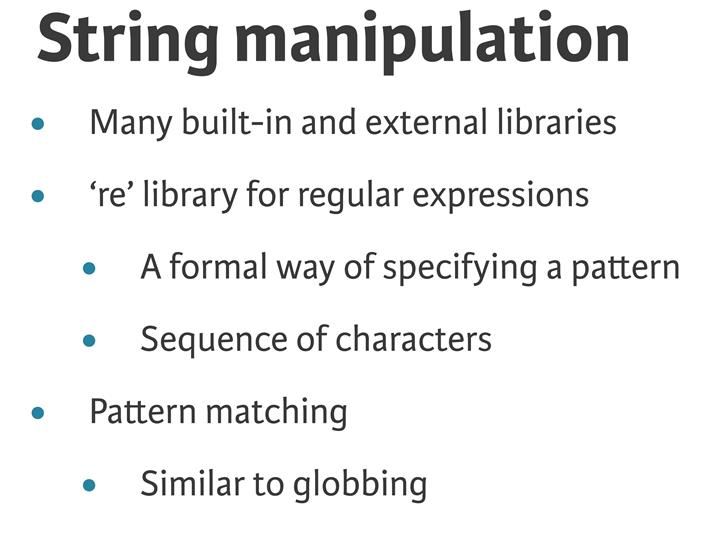 String manipulation
• Many built-in and external libraries
• ‘re’ library for regular expressions
• A formal way of specifying a pattern
• Sequence of characters
• Pattern matching
• Similar to globbing